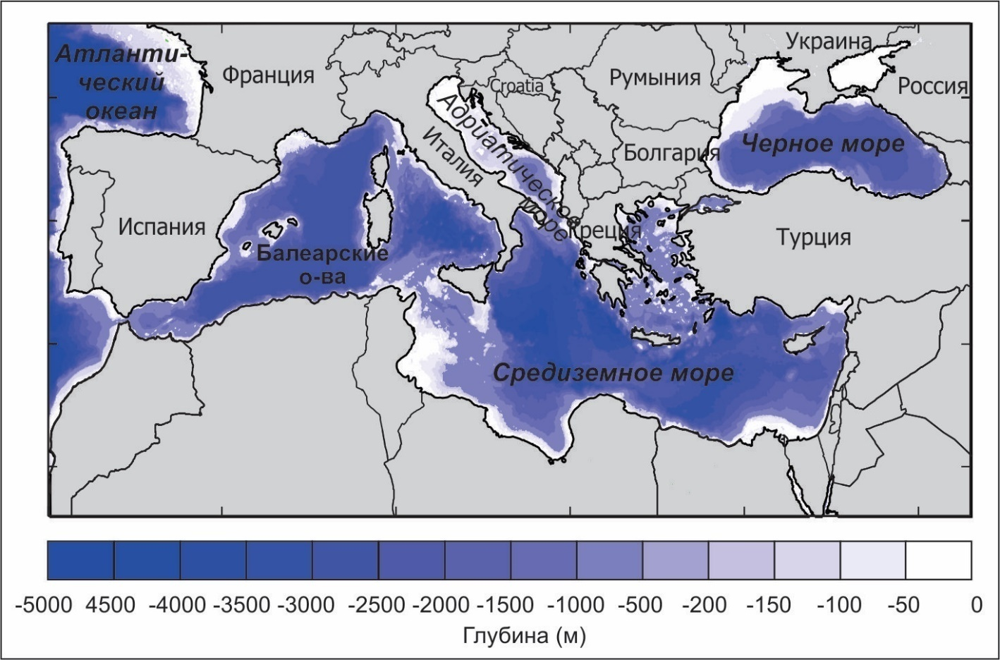 Украина
Атланти-
ческий
океан
Франция
Румыния
Croatia
Россия
Адриатическое
море
Италия
Болгария
Черное море
Испания
Греция
Турция
Балеарские
о-ва
Средиземное море
-5000 4500 -4000 -3500 -3000 -2500 -2000 -1500 -1000 -500 -200 -150 -100 -50 0
Глубина (м)